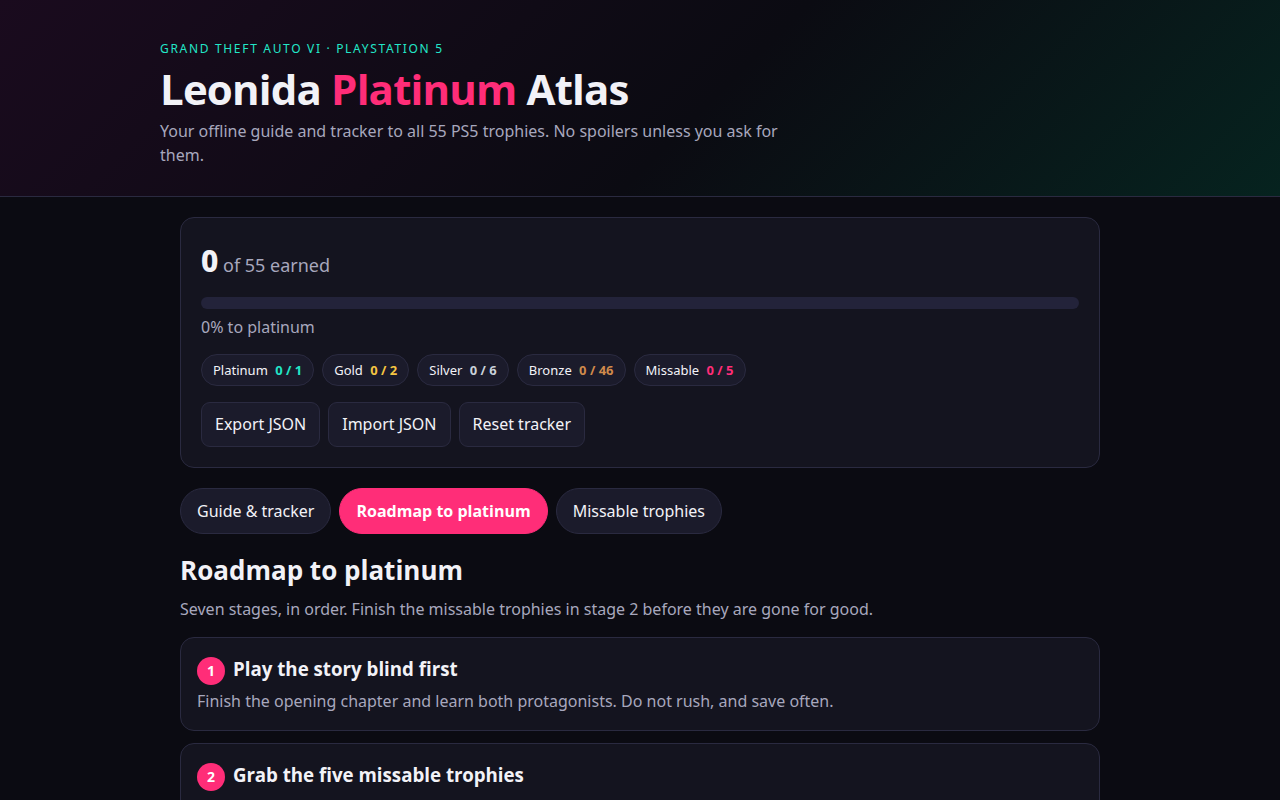 GRAND THEFT AUTO VI · PLAYSTATION 5
Leonida Platinum Atlas
Your offline guide and tracker to all 55 PS5 trophies. No spoilers unless you ask for
them.
0 of 55 earned
0% to platinum
Platinum 0 / 1 Gold 0 / 2 Silver 0 / 6 Bronze 0 / 46 Missable 0 / 5
Export JSON Import JSON Reset tracker
Guide & tracker Roadmap to platinum Missable trophies
Roadmap to platinum
Seven stages, in order. Finish the missable trophies in stage 2 before they are gone for good.
1 Play the story blind first
Finish the opening chapter and learn both protagonists. Do not rush, and save often.
2 Grab the five missable trophies